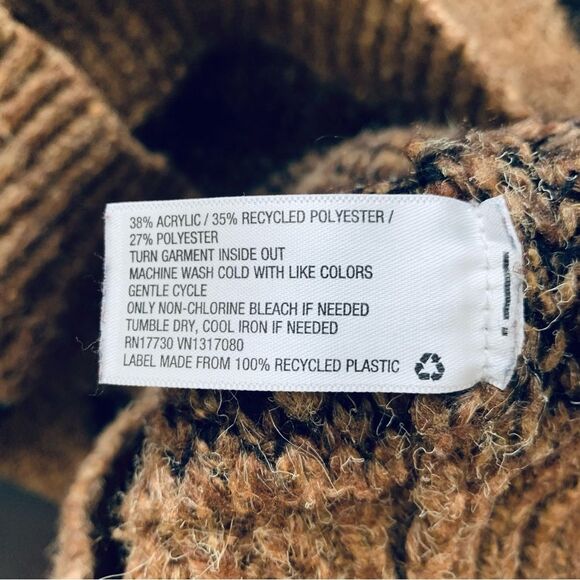 38% ACRYLIC / 35% RECYCLED POLYESTER /
27% POLYESTER
TURN GARMENT INSIDE OUT
MACHINE WASH COLD WITH LIKE COLORS
GENTLE CYCLE
ONLY NON-CHLORINE BLEACH IF NEEDED
TUMBLE DRY, COOL IRON IF NEEDED
RN17730 VN1317080
LABEL MADE FROM 100% RECYCLED PLASTIC